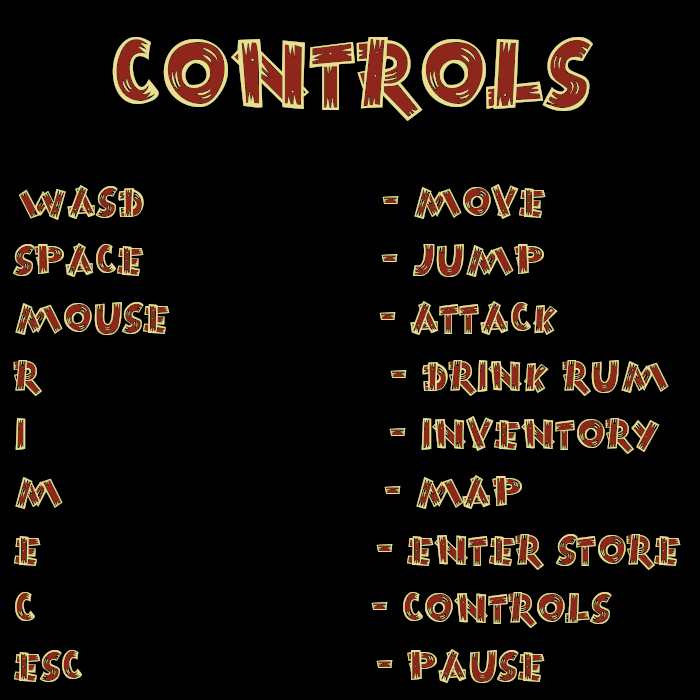 CONTROLS
WASD - MOVE
SPACE - JUMP
MOUSE - ATTACK
R - DRINK RUM
I - INVENTORY
M - MAP
E - ENTER STORE
C - CONTROLS
ESC - PAUSE